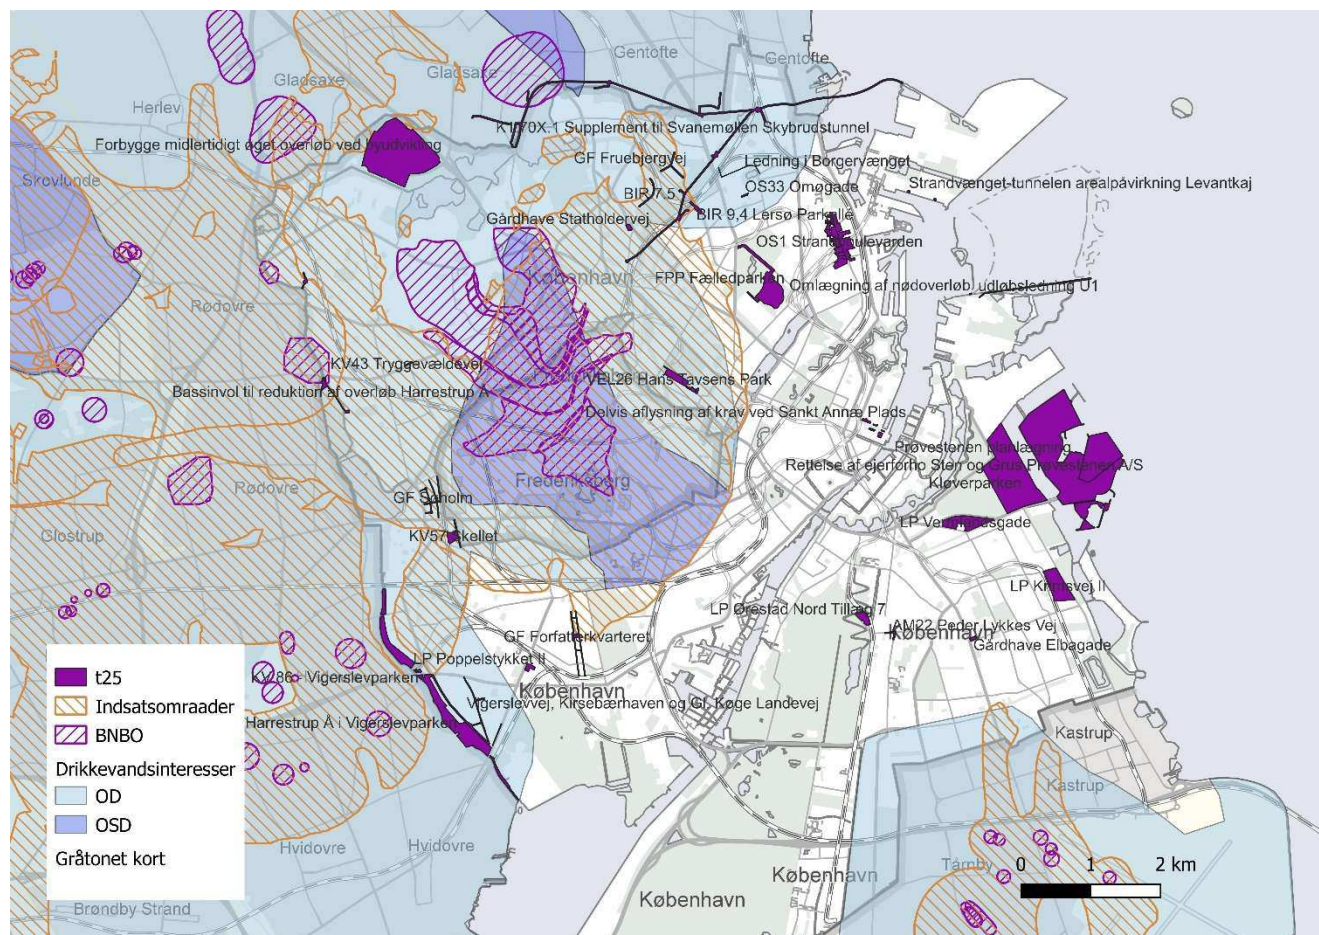 Gentofte
Gentofte
Gladsaxe
Gladsaxe
Herlev
K1 70X.1 Supplement til Svanemøllen Skybrudstunnel
Forbygge midlertidigt øget overløb ved byudvikling
GF Fruebjergvej
Ledning i Borgervænget
Skovlunde
BIR 7.5
OS33 Omøgade
Strandvænget-tunnelen arealpåvirkning Levantkaj
Gårdhave Statholdervej
BIR 9,4 Lersø Parkallé
OS1 Strandboulevarden
København
FPP Fælledparken
Omlægning af nødoverløb, udløbsledning U1
Rødovre
KV43 Tryggevældevej
VEL26 Hans Tavsens Park
Bassinvol til reduktion af overløb Harrestrup Å
Delvis aflysning af krav ved Sankt Annæ Plads
Prøvestenen planlægning
Rettelse af ejerforho Sten og Grus Prøvestenen A/S
Kløverparken
Rødovre
Frederiksberg
GF Søholm
LP Vermlandsgade
Glostrup
KV57 Skellet
LP Krimsvej II
LP Ørestad Nord Tillæg 7
AM22 Peder Lykkes Vej
København
GF Forfatterkvarteret
Gårdhave Elbagade
LP Poppelstykket II
KV286 - Vigerslevparken
København
Vigerslevvej, Kirsebærhaven og Gf. Køge Landevej
Harrestrup Å i Vigerslevparken
Kastrup
Kastrup
Hvidovre
Hvidovre
Tårnby
København
København
Brøndby Strand
t25
Indsatsomraader
BNBO
Drikkevandsinteresser
OD
OSD
Gråtonet kort
0 1 2 km